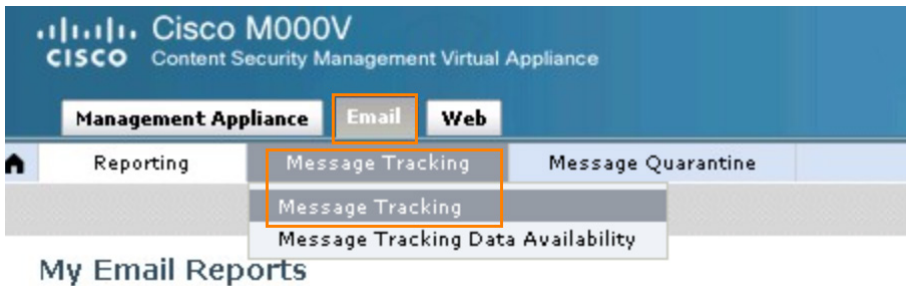 Cisco M000V
CISCO Content Security Management Virtual Appliance
Management Appliance Email Web
Reporting Message Tracking Message Quarantine
Message Tracking
Message Tracking Data Availability
My Email Reports